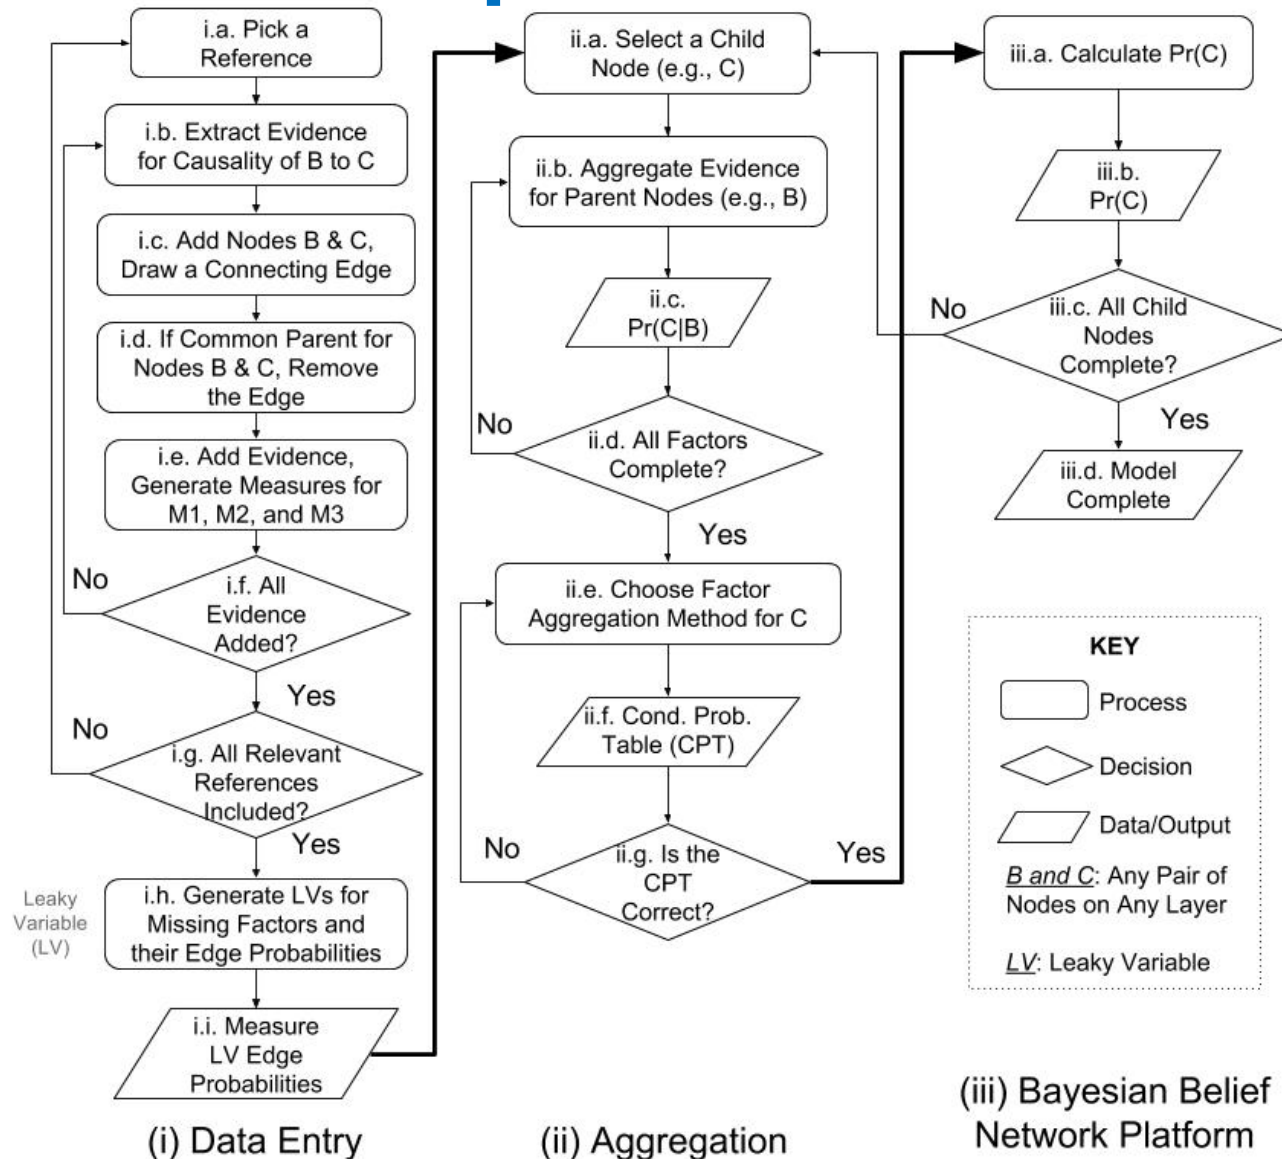 i.a. Pick a
Reference
i.b. Extract Evidence
for Causality of B to C
i.c. Add Nodes B & C,
Draw a Connecting Edge
i.d. If Common Parent for
Nodes B & C, Remove
the Edge
i.e. Add Evidence,
Generate Measures for
M1, M2, and M3
No
i.f. All
Evidence
Added?
Yes
No
i.g. All Relevant
References
Included?
Yes
Leaky
Variable
(LV)
i.h. Generate LVs for
Missing Factors and
their Edge Probabilities
i.i. Measure
LV Edge
Probabilities
(i) Data Entry
ii.a. Select a Child
Node (e.g., C)
ii.b. Aggregate Evidence
for Parent Nodes (e.g., B)
ii.c.
Pr(C|B)
No
ii.d. All Factors
Complete?
Yes
ii.e. Choose Factor
Aggregation Method for C
ii.f. Cond. Prob.
Table (CPT)
No
ii.g. Is the
CPT
Correct?
Yes
(ii) Aggregation
iii.a. Calculate Pr(C)
iii.b.
Pr(C)
No
iii.c. All Child
Nodes
Complete?
Yes
iii.d. Model
Complete
KEY
Process
Decision
Data/Output
B and C: Any Pair of
Nodes on Any Layer
LV: Leaky Variable
(iii) Bayesian Belief
Network Platform